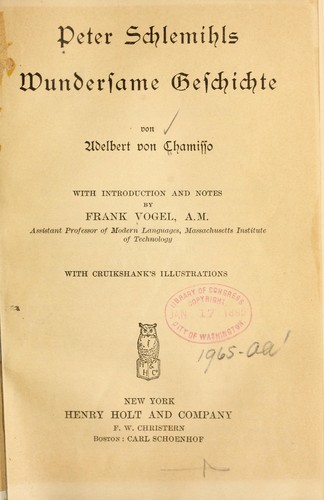 Peter Schlemihls
Wundersame Geschichte
von
Adelbert von Chamisso
WITH INTRODUCTION AND NOTES
BY
FRANK VOGEL, A.M.
Assistant Professor of Modern Languages, Massachusetts Institute
of Technology
WITH CRUIKSHANK'S ILLUSTRATIONS
LIBRARY OF CONGRESS
COPYRIGHT
17
CITY OF WASHINGTON
1965-aa'
NEW YORK
HENRY HOLT AND COMPANY
F. W. CHRISTERN
BOSTON: CARL SCHOENHOF